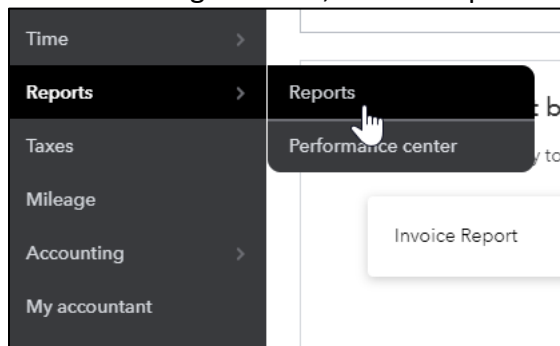 Time
Reports
Reports
Taxes
Performance center
Mileage
Invoice Report
Accounting
My accountant